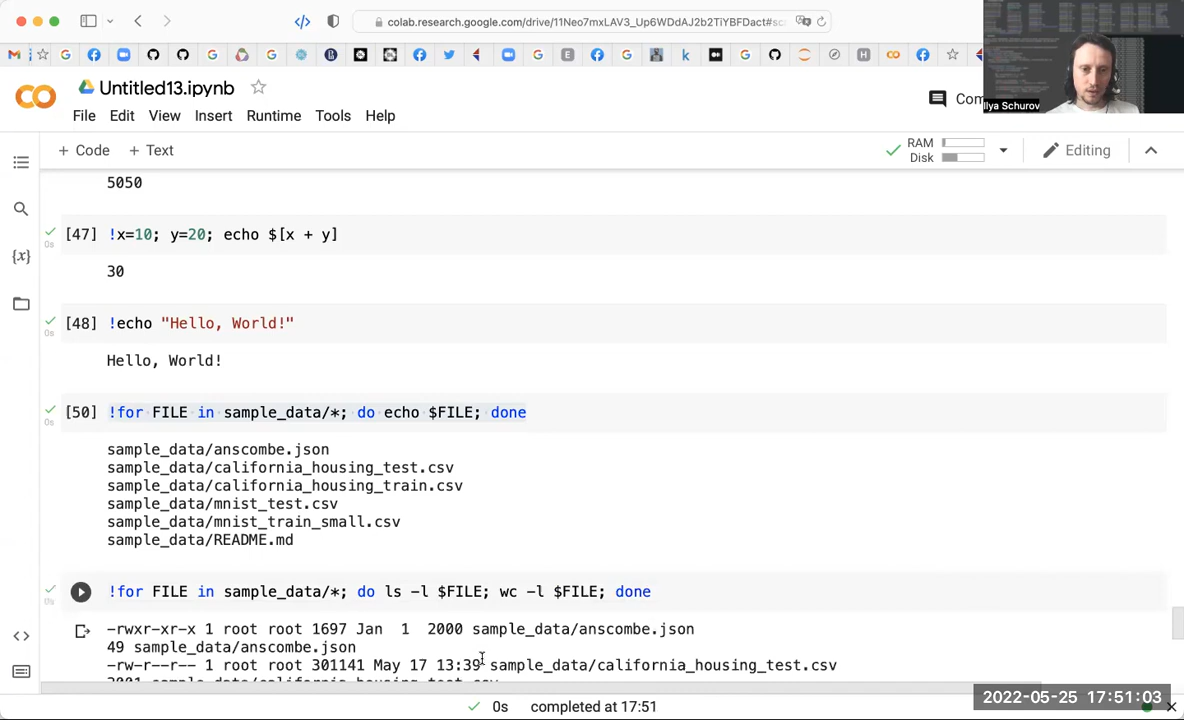 colab.research.google.com/drive/11Neo7mxLAV3_Up6WDdAJ2b2TiYBFDact#sc
Untitled13.ipynb
Ilya Schurov
File Edit View Insert Runtime Tools Help
+ Code + Text
RAM
Disk
Editing
5050
[47] !x=10; y=20; echo $[x + y]
0s
30
[48] !echo "Hello, World!"
0s
Hello, World!
[50] !for FILE in sample_data/*; do echo $FILE; done
0s
sample_data/anscombe.json
sample_data/california_housing_test.csv
sample_data/california_housing_train.csv
sample_data/mnist_test.csv
sample_data/mnist_train_small.csv
sample_data/README.md
!for FILE in sample_data/*; do ls -l $FILE; wc -l $FILE; done
-rwxr-xr-x 1 root root 1697 Jan  1  2000 sample_data/anscombe.json
49 sample_data/anscombe.json
-rw-r--r-- 1 root root 301141 May 17 13:39 sample_data/california_housing_test.csv
0s completed at 17:51
2022-05-25 17:51:03